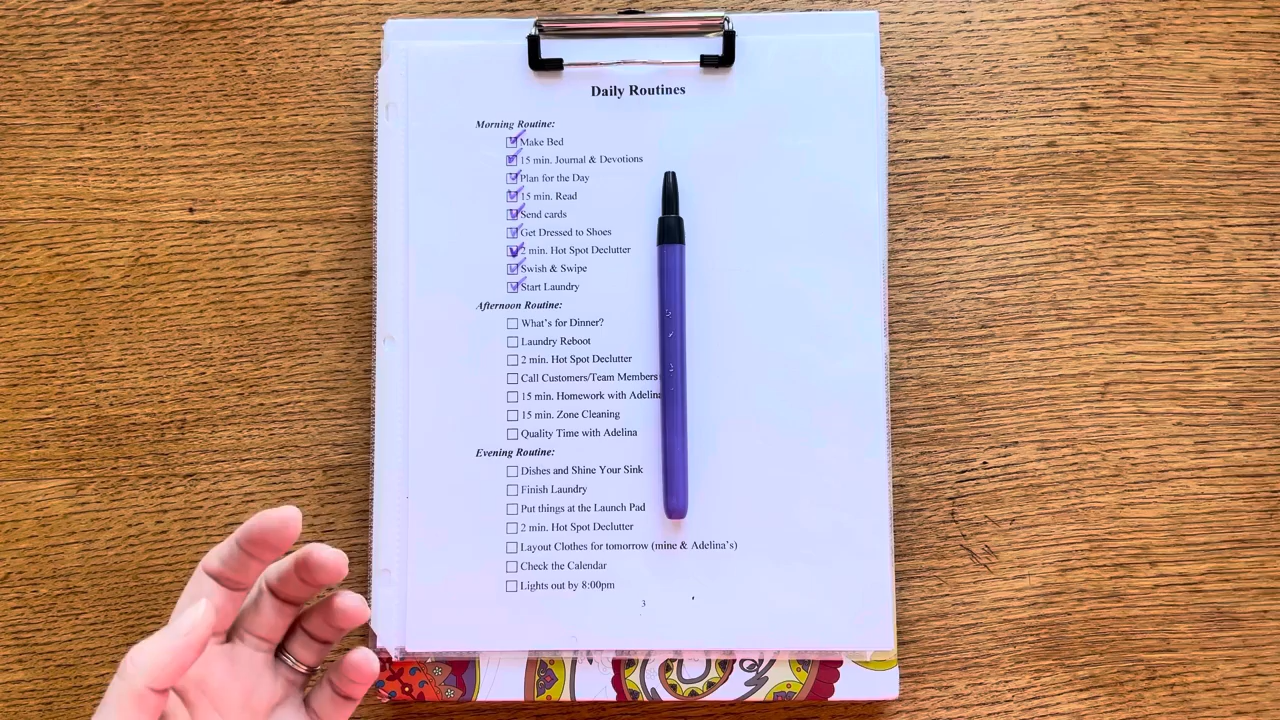 Daily Routines
Morning Routine:
Make Bed
15 min. Journal & Devotions
Plan for the Day
15 min. Read
Send cards
Get Dressed to Shoes
2 min. Hot Spot Declutter
Swish & Swipe
Start Laundry
Afternoon Routine:
What's for Dinner?
Laundry Reboot
2 min. Hot Spot Declutter
Call Customers/Team Members
15 min. Homework with Adelina
15 min. Zone Cleaning
Quality Time with Adelina
Evening Routine:
Dishes and Shine Your Sink
Finish Laundry
Put things at the Launch Pad
2 min. Hot Spot Declutter
Layout Clothes for tomorrow (mine & Adelina's)
Check the Calendar
Lights out by 8:00pm
3